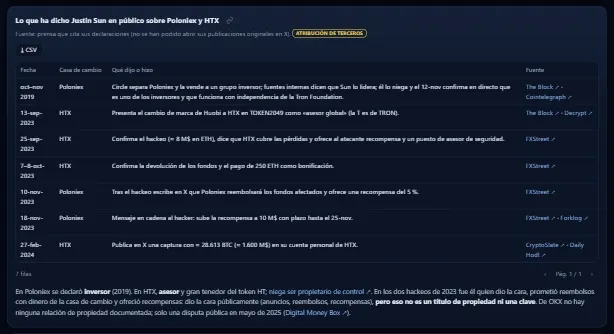 Lo que ha dicho Justin Sun en público sobre Poloniex y HTX
Fuente: prensa que cita sus declaraciones (no se han podido abrir sus publicaciones originales en X). ATRIBUCIÓN DE TERCEROS
↓ CSV
Fecha Casa de cambio Qué dijo o hizo Fuente
oct–nov 2019 Poloniex Circle separa Poloniex y la vende a un grupo inversor; fuentes internas dicen que Sun lo lidera; él lo niega y el 12-nov confirma en directo que The Block ↗ ·
es uno de los inversores y que funciona con independencia de la Tron Foundation. Cointelegraph ↗
13-sep-2023 HTX Presenta el cambio de marca de Huobi a HTX en TOKEN2049 como «asesor global» (la T es de TRON). The Block ↗ · Decrypt ↗
25-sep-2023 HTX Confirma el hackeo (≈ 8 M$ en ETH), dice que HTX cubre las pérdidas y ofrece al atacante recompensa y un puesto de asesor de seguridad. FXStreet ↗
7–8-oct-2023 HTX Confirma la devolución de los fondos y el pago de 250 ETH como bonificación. FXStreet ↗
10-nov-2023 Poloniex Tras el hackeo escribe en X que Poloniex reembolsará los fondos afectados y ofrece una recompensa del 5 %. FXStreet ↗
18-nov-2023 Poloniex Mensaje en cadena al hacker: sube la recompensa a 10 M$ con plazo hasta el 25-nov. FXStreet ↗ · Forklog ↗
27-feb-2024 HTX Publica en X una captura con ≈ 28.613 BTC (≈ 1.600 M$) en su cuenta personal de HTX. CryptoSlate ↗ · Daily
Hodl ↗
7 filas ‹ Pág. 1 / 1 ›
En Poloniex se declaró inversor (2019). En HTX, asesor y gran tenedor del token HT; niega ser propietario de control ↗. En los dos hackeos de 2023 fue él quien dio la cara, prometió reembolsos
con dinero de la casa de cambio y ofreció recompensas: dio la cara públicamente (anuncios, reembolsos, recompensas), pero eso no es un título de propiedad ni una clave. De OKX no hay
ninguna relación de propiedad documentada; solo una disputa pública en mayo de 2025 (Digital Money Box ↗).